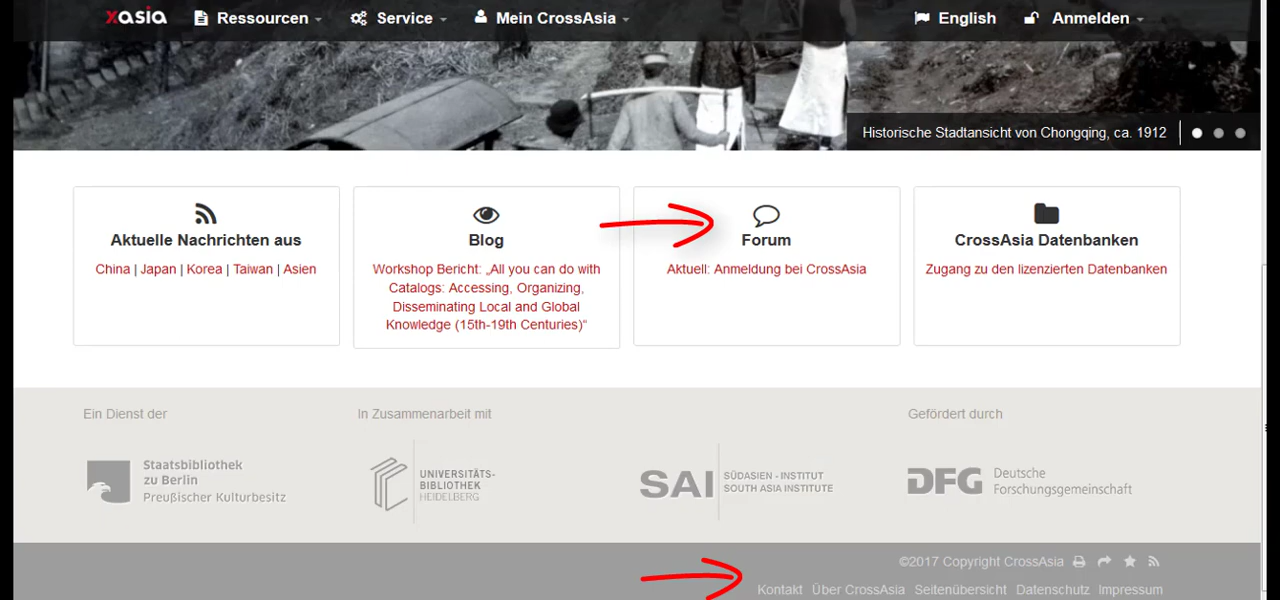 xasia Ressourcen Service Mein CrossAsia English Anmelden
Historische Stadtansicht von Chongqing, ca. 1912
Aktuelle Nachrichten aus
China | Japan | Korea | Taiwan | Asien
Blog
Workshop Bericht: „All you can do with
Catalogs: Accessing, Organizing,
Disseminating Local and Global
Knowledge (15th-19th Centuries)“
Forum
Aktuell: Anmeldung bei CrossAsia
CrossAsia Datenbanken
Zugang zu den lizenzierten Datenbanken
Ein Dienst der
Staatsbibliothek
zu Berlin
Preußischer Kulturbesitz
In Zusammenarbeit mit
UNIVERSITÄTS-
BIBLIOTHEK
HEIDELBERG
SAI
SÜDASIEN - INSTITUT
SOUTH ASIA INSTITUTE
Gefördert durch
DFG
Deutsche
Forschungsgemeinschaft
©2017 Copyright CrossAsia
Kontakt Über CrossAsia Seitenübersicht Datenschutz Impressum